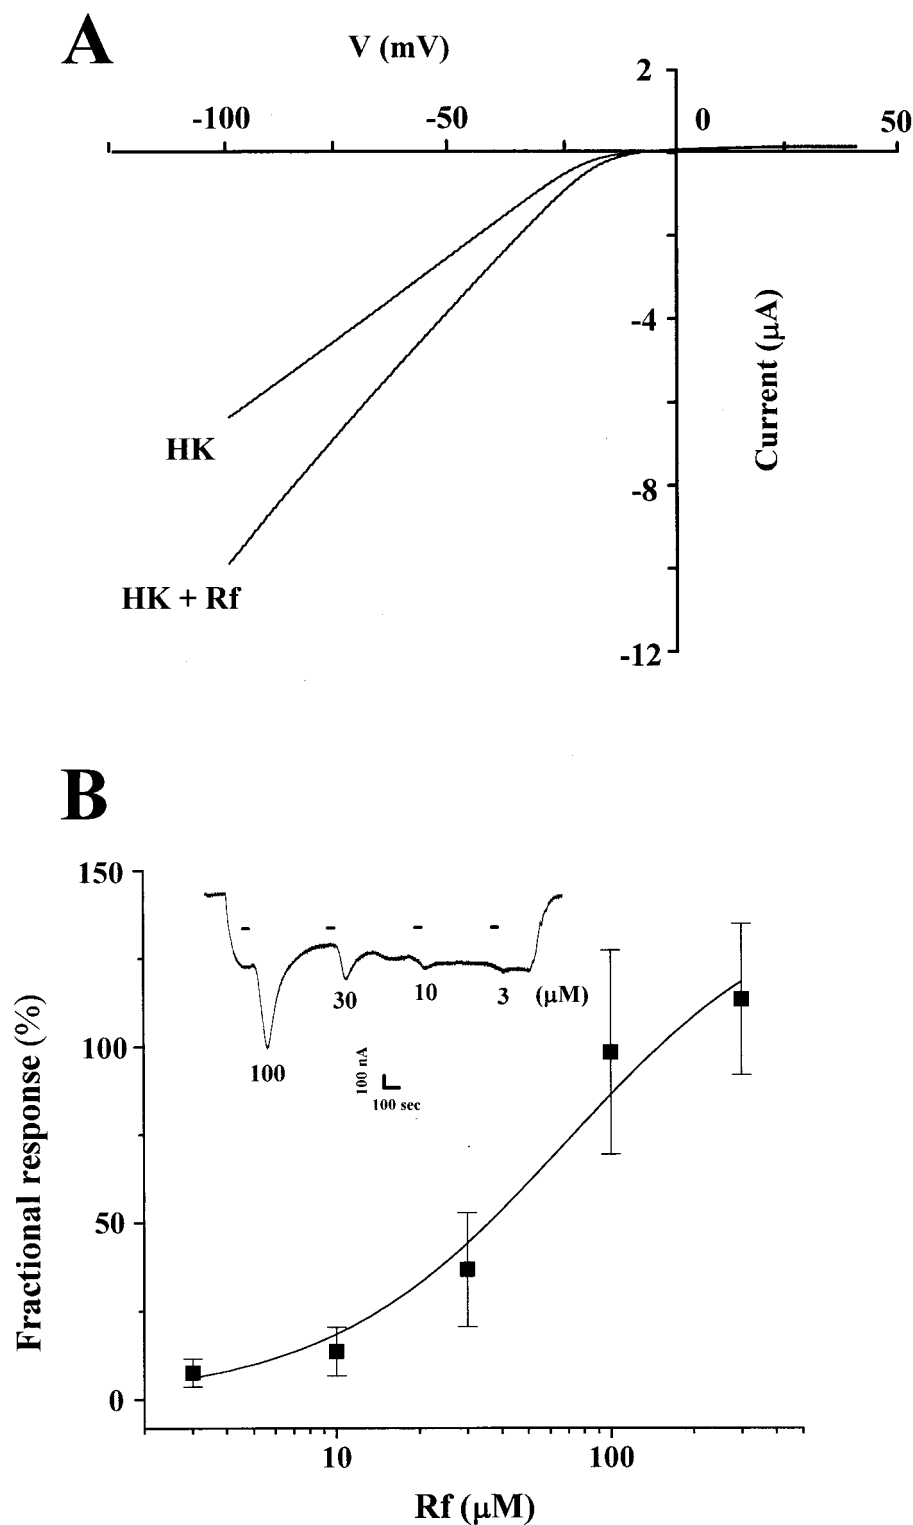 A
V (mV)
2
-100
-50
0
50
-4
Current (µA)
-8
-12
HK
HK + Rf
B
150
100
50
0
Fractional response (%)
100
30
10
3
(µM)
100 nA
100 sec
10
100
Rf (µM)